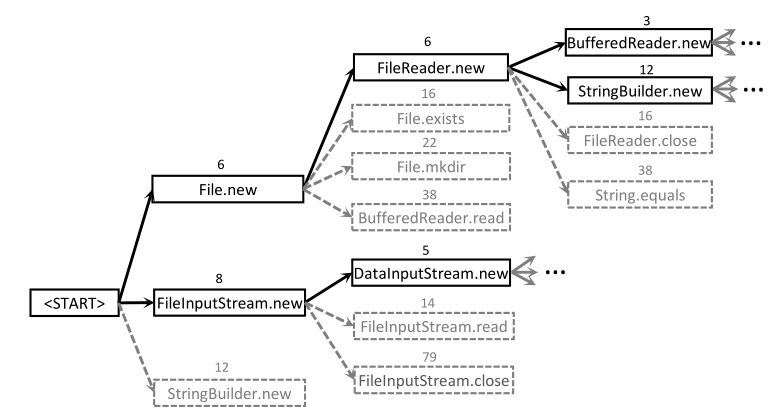 3
BufferedReader.new
...
6
FileReader.new
12
StringBuilder.new
...
16
File.exists
16
FileReader.close
22
File.mkdir
38
String.equals
6
File.new
38
BufferedReader.read
5
DataInputStream.new
...
<START>
8
FileInputStream.new
14
FileInputStream.read
12
StringBuilder.new
79
FileInputStream.close